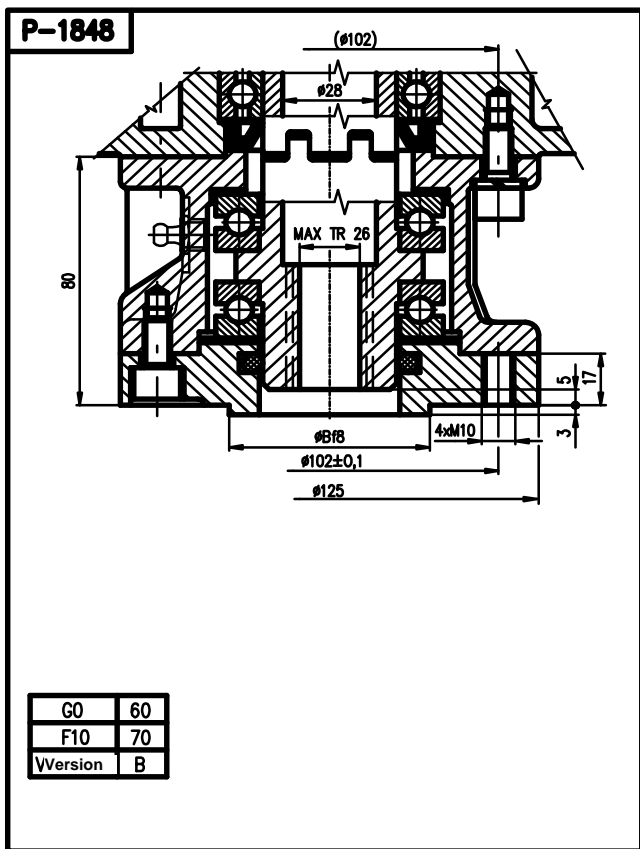 P-1848
(ø102)
ø28
MAX TR 26
80
5
17
3
4xM10
øBf8
ø102±0,1
ø125
G0 60
F10 70
VVersion B